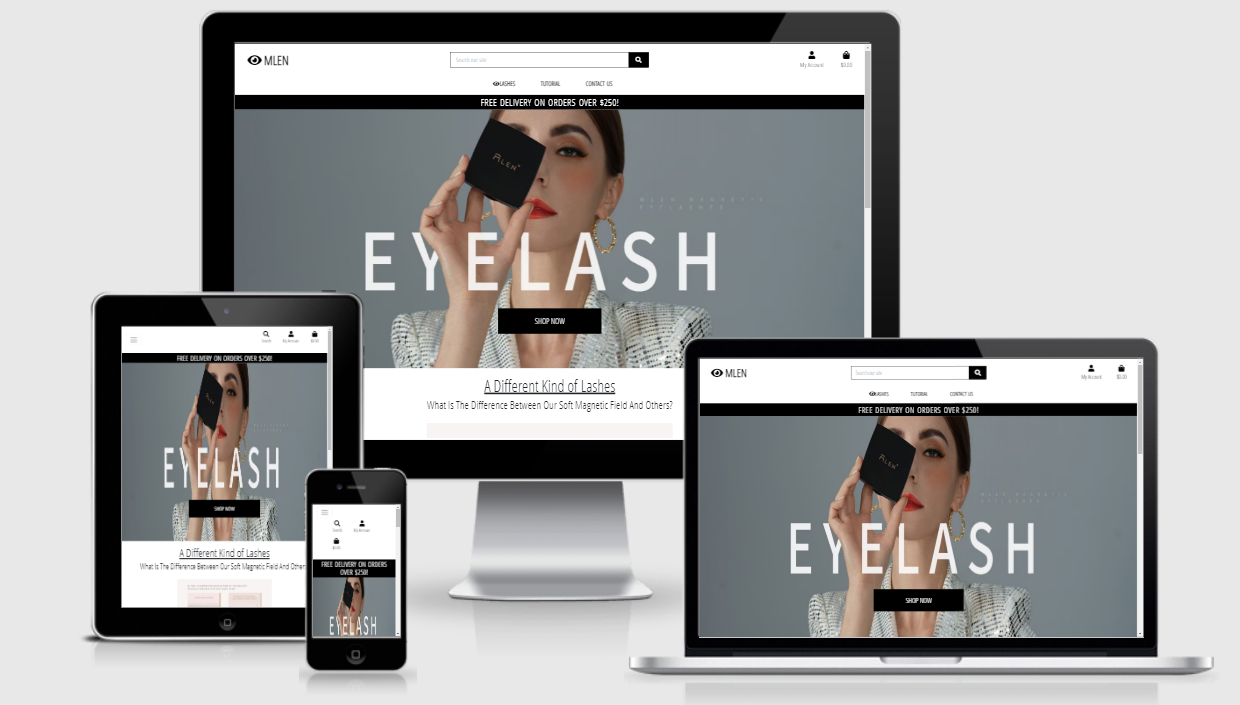 MLEN
Search our site
My Account
$0.00
LASHES
TUTORIAL
CONTACT US
FREE DELIVERY ON ORDERS OVER $250!
EYELASH
SHOP NOW
A Different Kind of Lashes
What Is The Difference Between Our Soft Magnetic Field And Others?
Search
My Account
$0.00
FREE DELIVERY ON ORDERS OVER $250!
EYELASH
SHOP NOW
A Different Kind of Lashes
What Is The Difference Between Our Soft Magnetic Field And Others
Search
My Account
$0.00
FREE DELIVERY ON ORDERS
OVER $250!
EYELASH
MLEN
Search our site
My Account
$0.00
LASHES
TUTORIAL
CONTACT US
FREE DELIVERY ON ORDERS OVER $250!
EYELASH
SHOP NOW